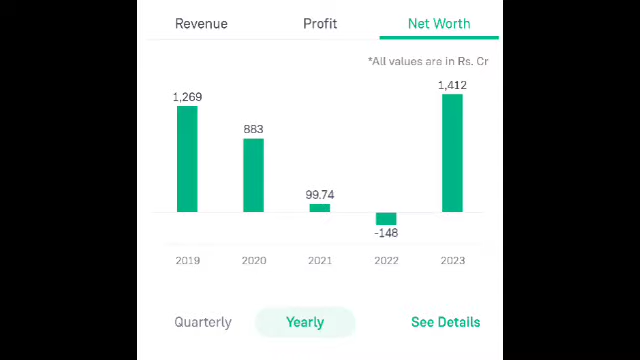 Revenue Profit Net Worth
*All values are in Rs. Cr
1,412
1,269
883
99.74
-148
2019 2020 2021 2022 2023
Quarterly Yearly See Details